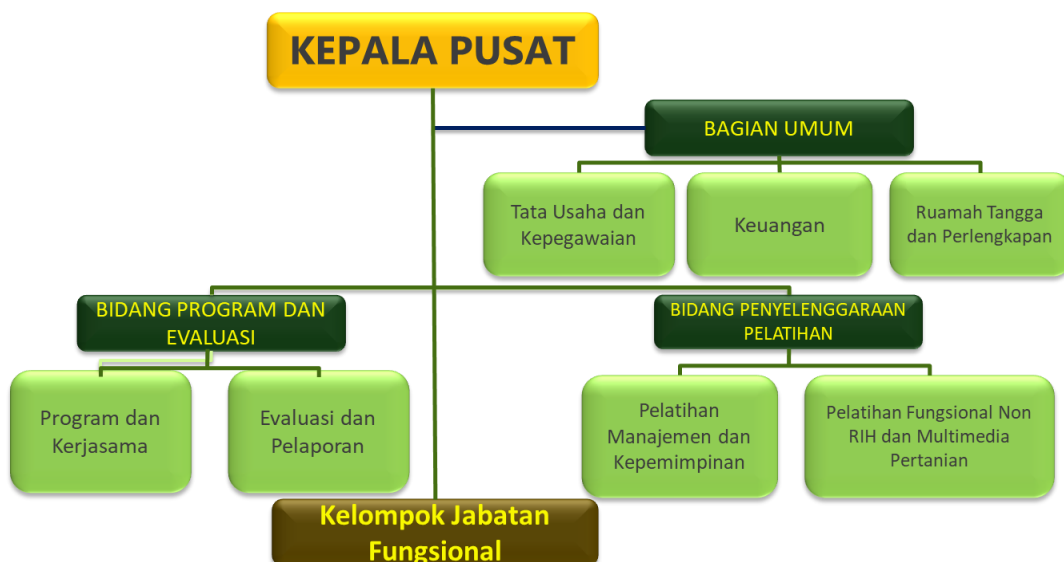 KEPALA PUSAT
BAGIAN UMUM
Tata Usaha dan
Kepegawaian
Keuangan
Ruamah Tangga
dan Perlengkapan
BIDANG PROGRAM DAN
EVALUASI
BIDANG PENYELENGGARAAN
PELATIHAN
Program dan
Kerjasama
Evaluasi dan
Pelaporan
Pelatihan
Manajemen dan
Kepemimpinan
Pelatihan Fungsional Non
RIH dan Multimedia
Pertanian
Kelompok Jabatan
Fungsional